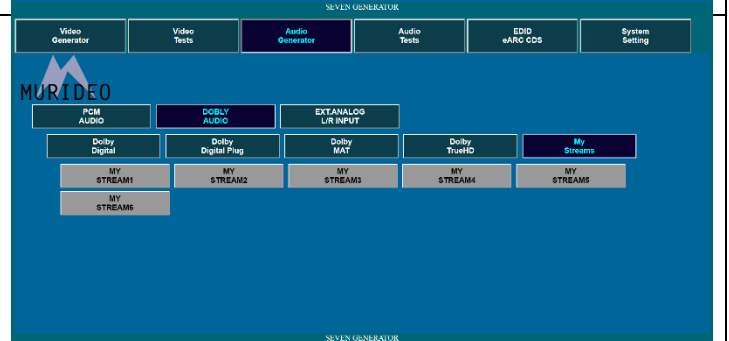 SEVEN GENERATOR
Video Generator
Video Tests
Audio Generator
Audio Tests
EDID eARC CDS
System Setting
MURIDEO
PCM AUDIO
DOBLY AUDIO
EXT.ANALOG L/R INPUT
Dolby Digital
Dolby Digital Plug
Dolby MAT
Dolby TrueHD
My Streams
MY STREAM1
MY STREAM2
MY STREAM3
MY STREAM4
MY STREAM5
MY STREAM6
SEVEN GENERATOR